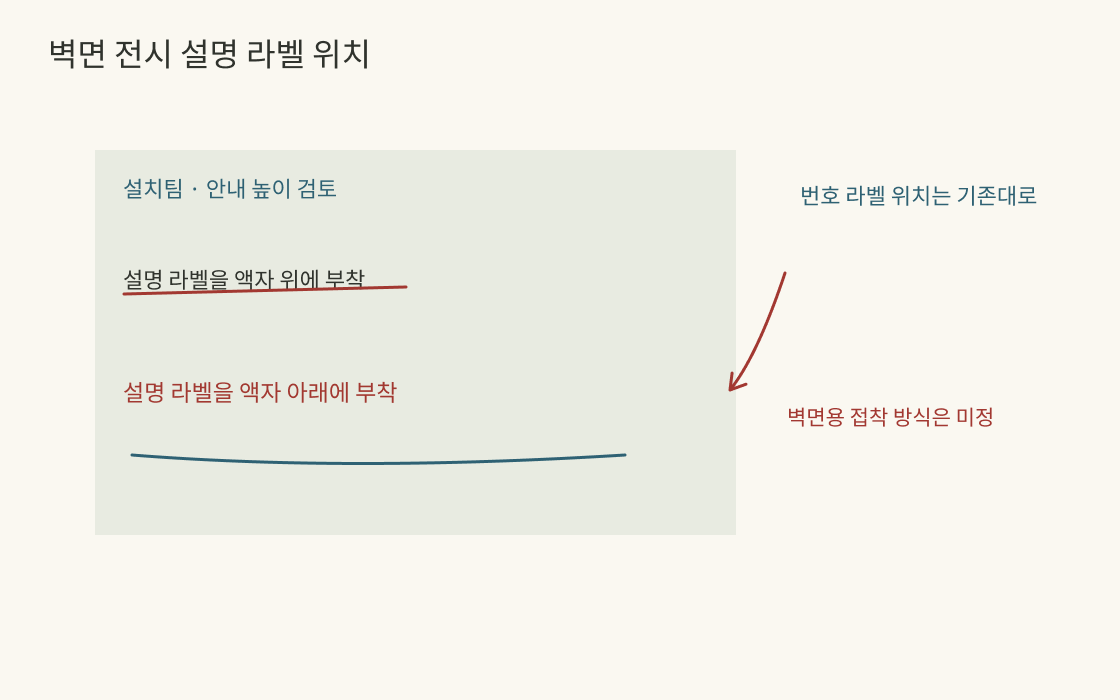 벽면 전시 설명 라벨 위치
설치팀 · 안내 높이 검토
번호 라벨 위치는 기존대로
설명 라벨을 액자 위에 부착
설명 라벨을 액자 아래에 부착
벽면용 접착 방식은 미정